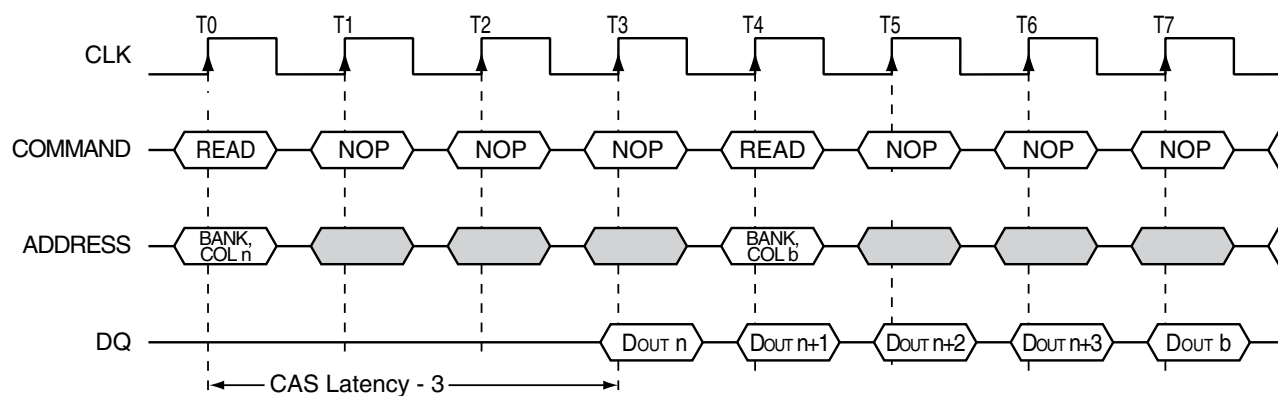 T0 T1 T2 T3 T4 T5 T6 T7
CLK
COMMAND READ NOP NOP NOP READ NOP NOP NOP
ADDRESS BANK, COL n BANK, COL b
DQ DOUT n DOUT n+1 DOUT n+2 DOUT n+3 DOUT b
CAS Latency - 3